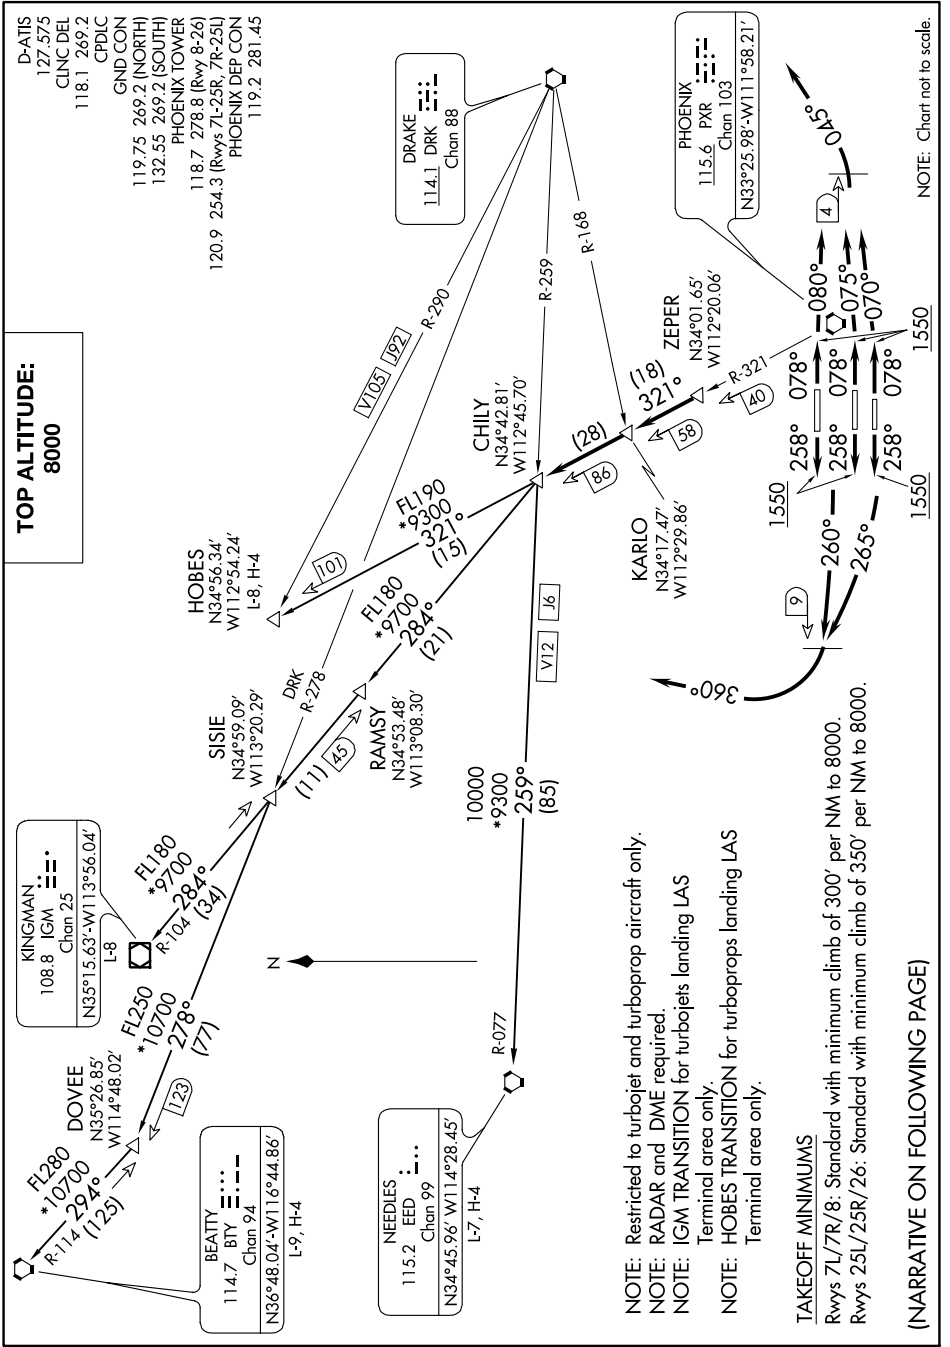 TOP ALTITUDE:
8000
D-ATIS
127.575
CLNC DEL
118.1 269.2
CPDLC
GND CON
119.75 269.2 (NORTH)
132.55 269.2 (SOUTH)
PHOENIX TOWER
118.7 278.8 (Rwy 8-26)
120.9 254.3 (Rwys 7L-25R, 7R-25L)
PHOENIX DEP CON
119.2 281.45
BEATTY
114.7 BTY
Chan 94
N36°48.04'-W116°44.86'
L-9, H-4
R-114
FL280
*10700
294°
(125)
DOVEE
N35°26.85'
W114°48.02'
123
FL250
*10700
278°
(77)
KINGMAN
108.8 IGM
Chan 25
N35°15.63'-W113°56.04'
L-8
R-104
FL180
*9700
284°
(34)
SISIE
N34°59.09'
W113°20.29'
(11)
45
DRK
R-278
RAMSY
N34°53.48'
W113°08.30'
FL180
*9700
284°
(21)
HOBES
N34°56.34'
W112°54.24'
L-8, H-4
101
FL190
*9300
321°
(15)
V105
J92
R-290
DRAKE
114.1 DRK
Chan 88
R-259
R-168
CHILY
N34°42.81'
W112°45.70'
86
(28)
NEEDLES
115.2 EED
Chan 99
N34°45.96' W114°28.45'
L-7, H-4
R-077
10000
*9300
259°
(85)
V12
J6
N
KARLO
N34°17.47'
W112°29.86'
58
(18)
321°
ZEPER
N34°01.65'
W112°20.06'
40
R-321
PHOENIX
115.6 PXR
Chan 103
N33°25.98'-W111°58.21'
360°
9
260°
265°
1550
1550
258°
258°
258°
078°
078°
078°
1550
080°
075°
070°
4
045°
NOTE: Restricted to turbojet and turboprop aircraft only.
NOTE: RADAR and DME required.
NOTE: IGM TRANSITION for turbojets landing LAS
Terminal area only.
NOTE: HOBES TRANSITION for turboprops landing LAS
Terminal area only.
TAKEOFF MINIMUMS
Rwys 7L/7R/8: Standard with minimum climb of 300' per NM to 8000.
Rwys 25L/25R/26: Standard with minimum climb of 350' per NM to 8000.
(NARRATIVE ON FOLLOWING PAGE)
NOTE: Chart not to scale.